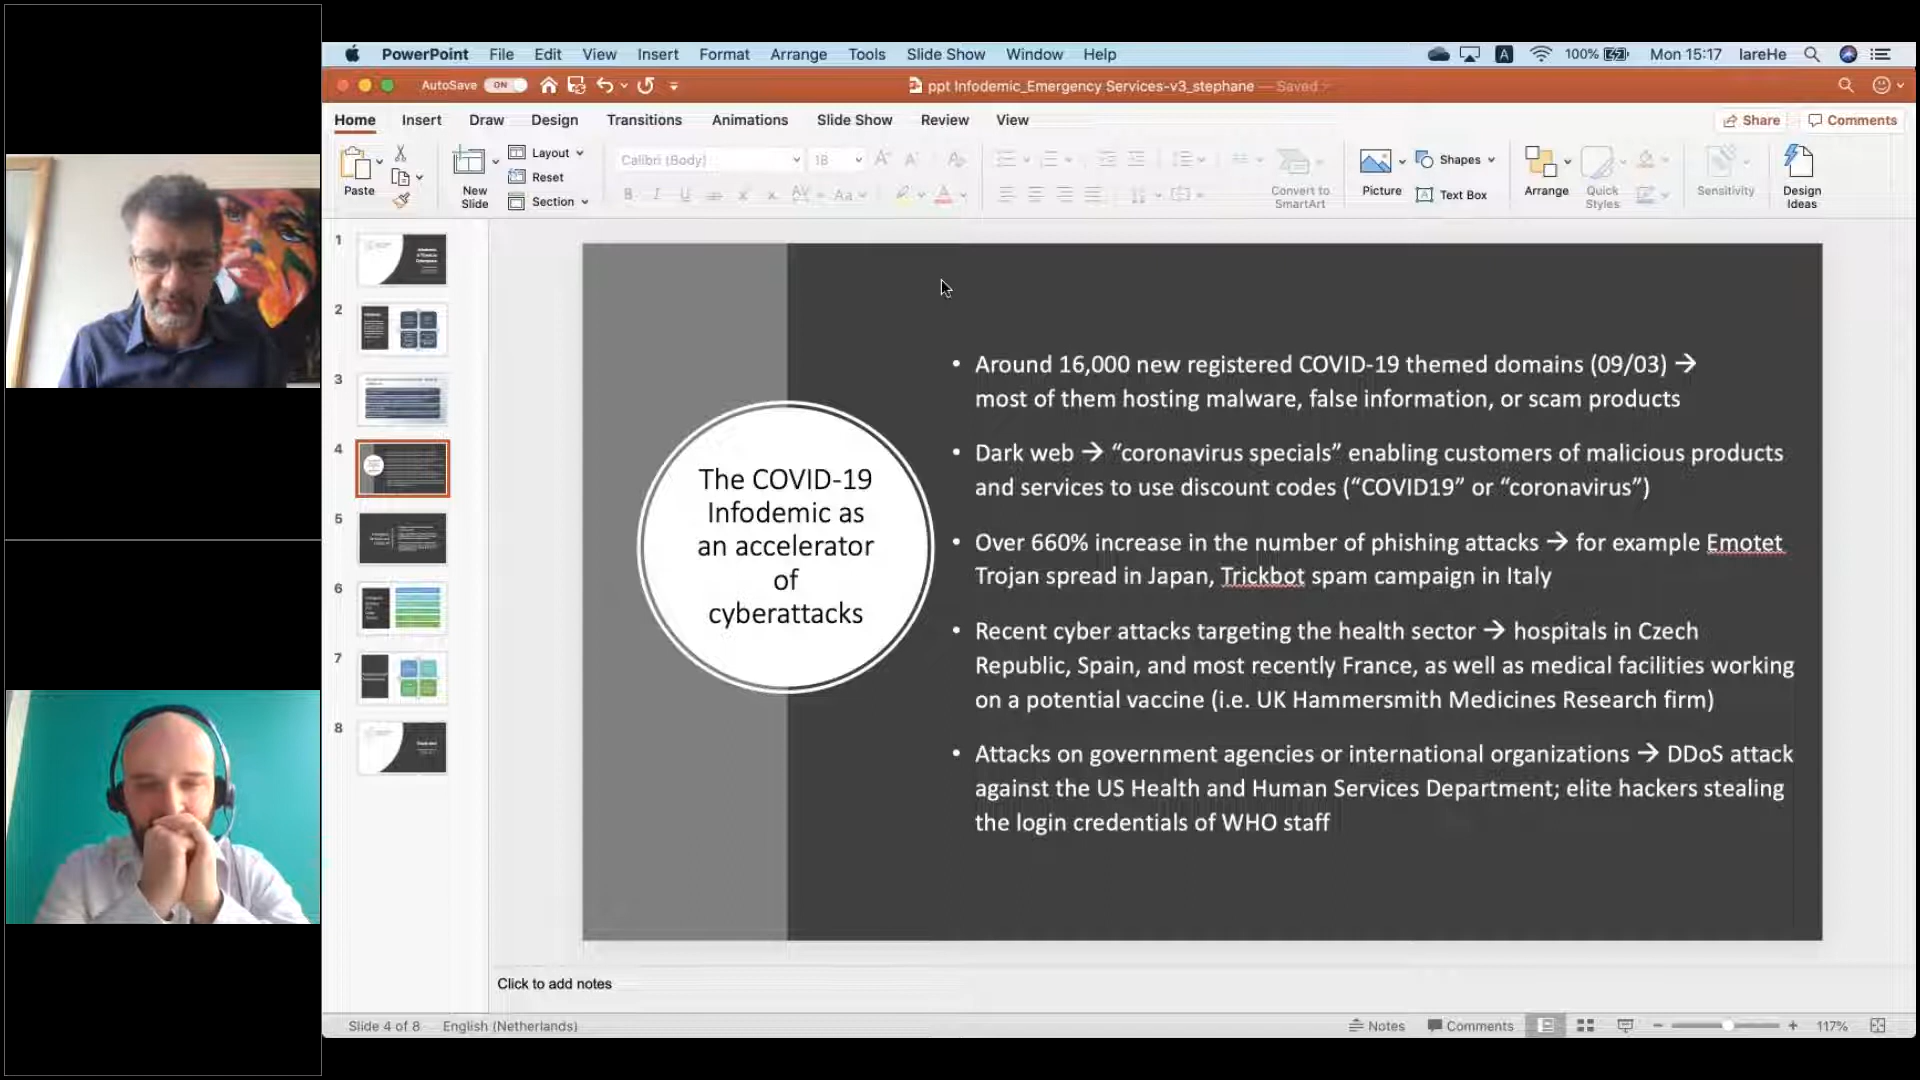 PowerPoint File Edit View Insert Format Arrange Tools Slide Show Window Help A 100% Mon 15:17 lareHe
AutoSave ON ppt Infodemic_Emergency Services-v3_stephane — Saved
Home Insert Draw Design Transitions Animations Slide Show Review View Share Comments
Paste
New Slide
Layout
Reset
Section
Calibri (Body) 18
B I U
Convert to SmartArt
Picture
Shapes
Text Box
Arrange
Quick Styles
Sensitivity
Design Ideas
1
2
3
4
5
6
7
8
The COVID-19
Infodemic as
an accelerator
of
cyberattacks
• Around 16,000 new registered COVID-19 themed domains (09/03) →
most of them hosting malware, false information, or scam products
• Dark web → “coronavirus specials” enabling customers of malicious products
and services to use discount codes (“COVID19” or “coronavirus”)
• Over 660% increase in the number of phishing attacks → for example Emotet
Trojan spread in Japan, Trickbot spam campaign in Italy
• Recent cyber attacks targeting the health sector → hospitals in Czech
Republic, Spain, and most recently France, as well as medical facilities working
on a potential vaccine (i.e. UK Hammersmith Medicines Research firm)
• Attacks on government agencies or international organizations → DDoS attack
against the US Health and Human Services Department; elite hackers stealing
the login credentials of WHO staff
Click to add notes
Slide 4 of 8 English (Netherlands) Notes Comments 117%